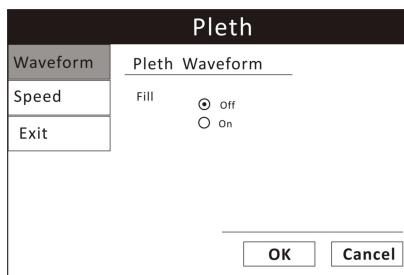 Pleth
Waveform
Speed
Exit
Pleth Waveform
Fill
Off
On
OK
Cancel